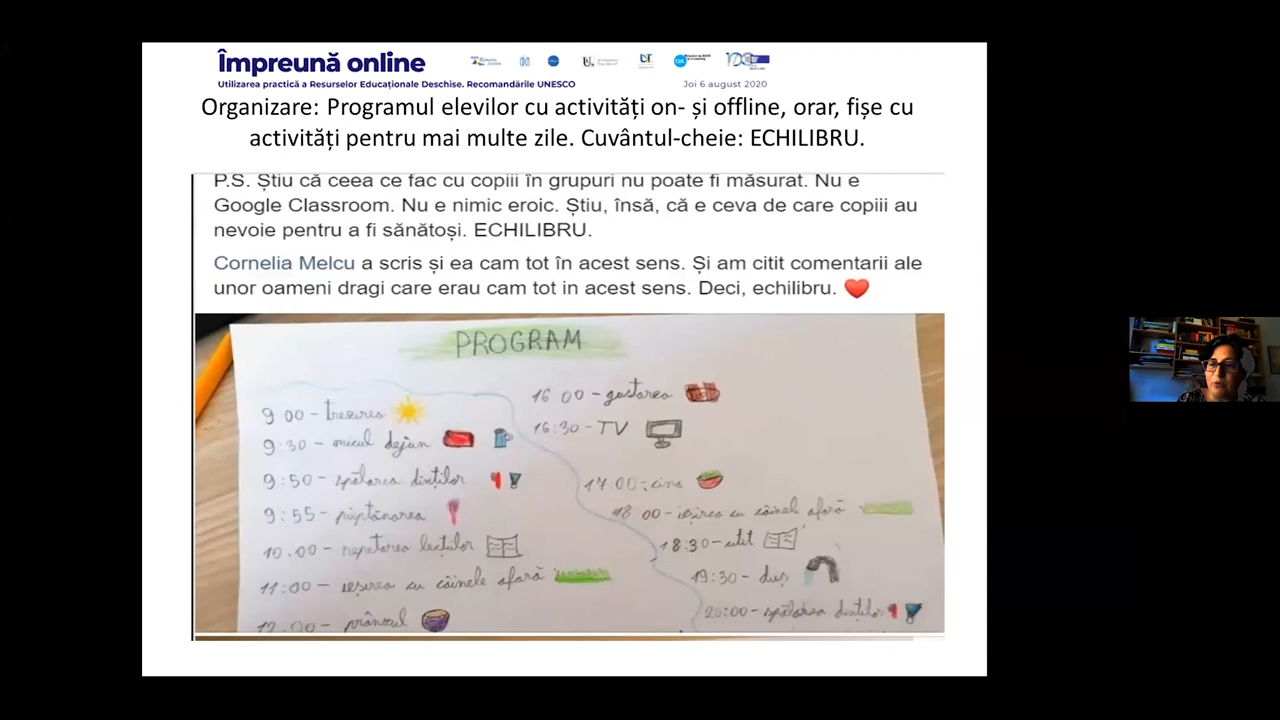 Împreună online
Utilizarea practică a Resurselor Educaționale Deschise. Recomandările UNESCO
Joi 6 august 2020
Organizare: Programul elevilor cu activități on- și offline, orar, fișe cu
activități pentru mai multe zile. Cuvântul-cheie: ECHILIBRU.
P.S. Știu că ceea ce fac cu copiii în grupuri nu poate fi măsurat. Nu e
Google Classroom. Nu e nimic eroic. Știu, însă, că e ceva de care copiii au
nevoie pentru a fi sănătoși. ECHILIBRU.
Cornelia Melcu a scris și ea cam tot în acest sens. Și am citit comentarii ale
unor oameni dragi care erau cam tot in acest sens. Deci, echilibru.
PROGRAM
9 00 - trezirea
9:30 - micul dejun
9:50 - spălarea dinților
9:55 - pieptănarea
10:00 - repetarea lecțiilor
11:00 - ieșirea cu câinele afară
12:00 - prânzul
16 00 - gustarea
16:30 - TV
17:00 - cina
18 00 - ieșirea cu câinele afară
18:30 - citit
19:30 - duș
20:00 - spălarea dinților